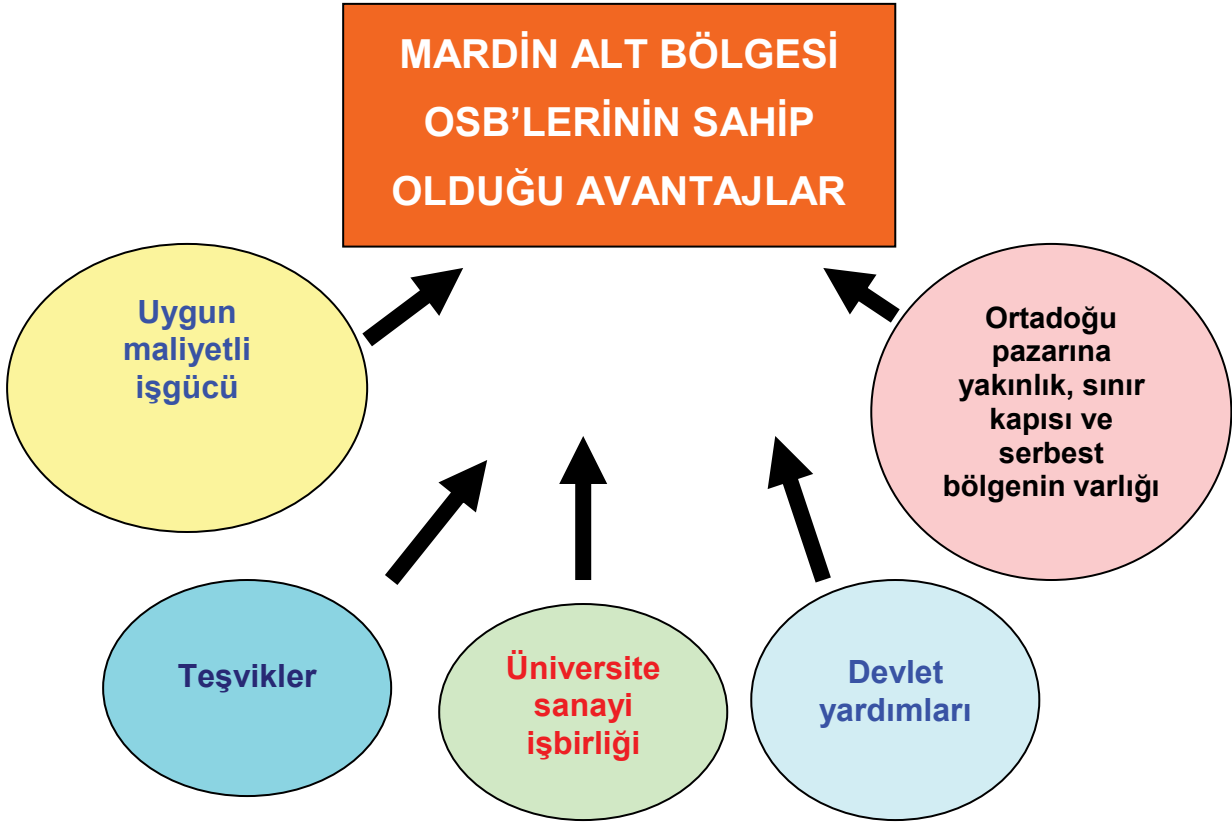 MARDİN ALT BÖLGESİ
OSB’LERİNİN SAHİP
OLDUĞU AVANTAJLAR
Uygun
maliyetli
işgücü
Ortadoğu
pazarına
yakınlık, sınır
kapısı ve
serbest
bölgenin varlığı
Teşvikler
Üniversite
sanayi
işbirliği
Devlet
yardımları